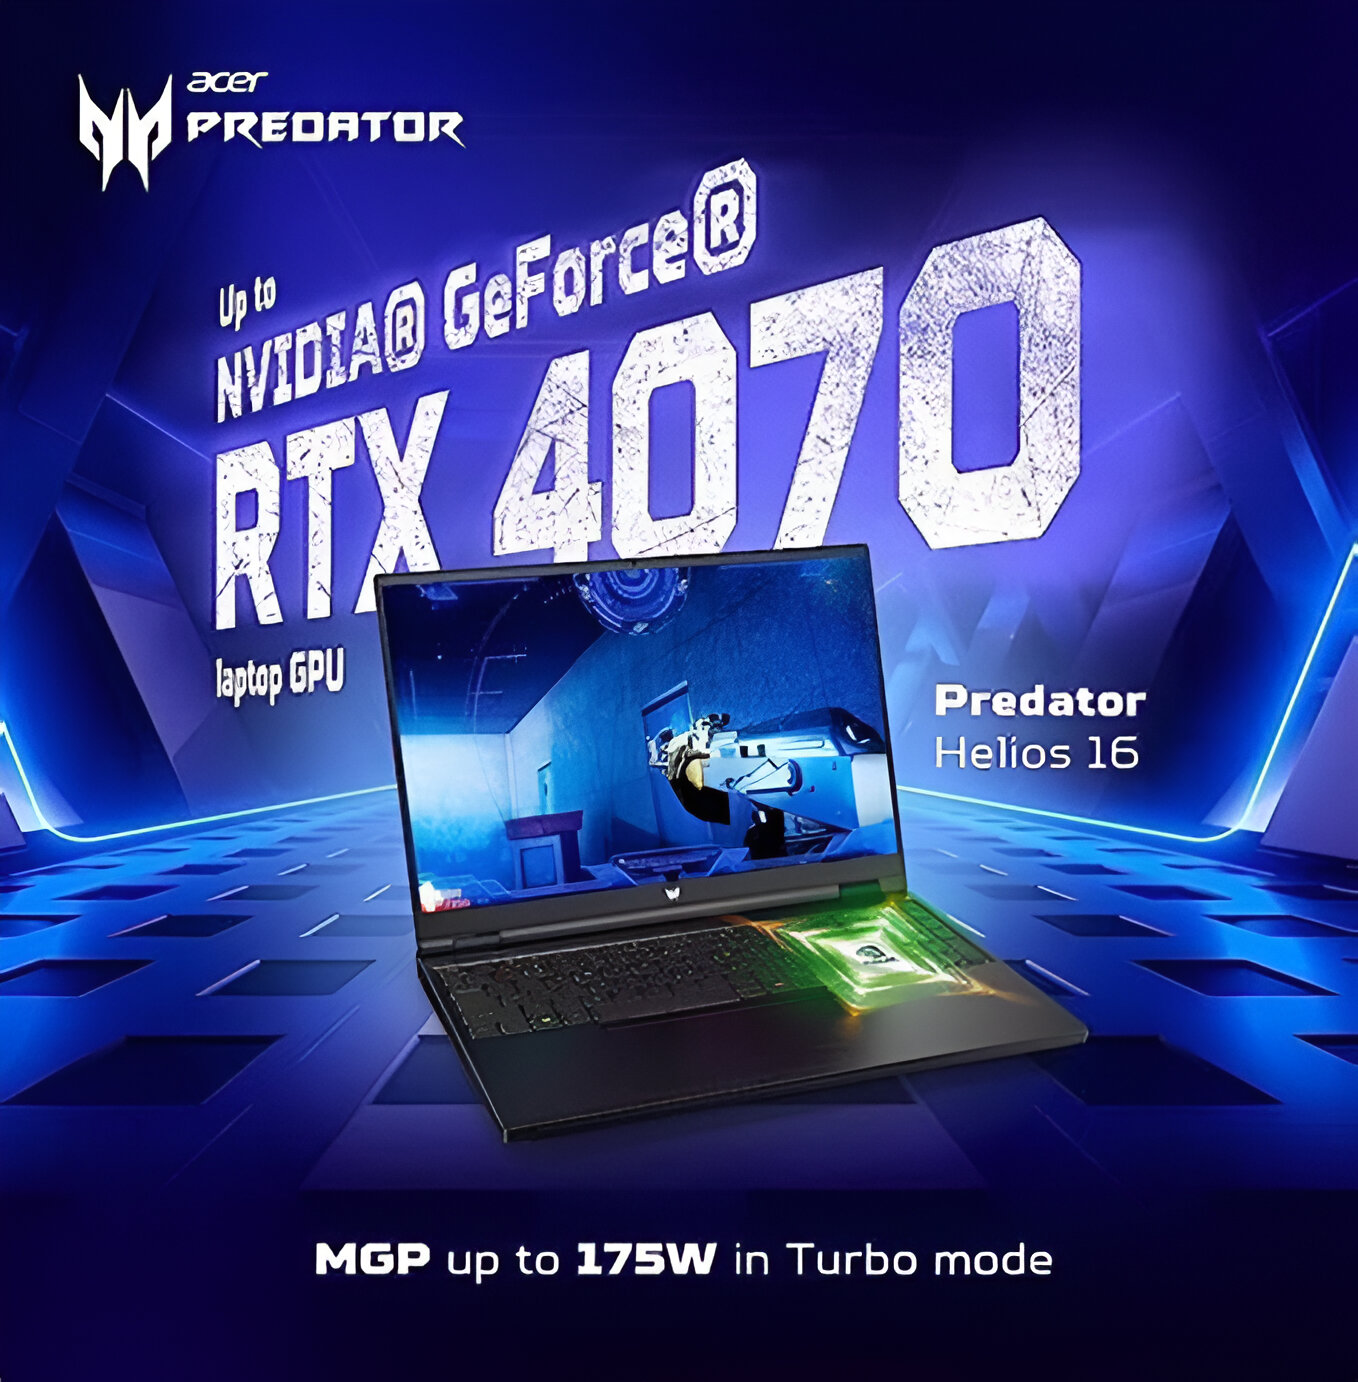 acer
PREDATOR
Up to
NVIDIA® GeForce®
RTX 4070
laptop GPU
Predator
Helios 16
MGP up to 175W in Turbo mode